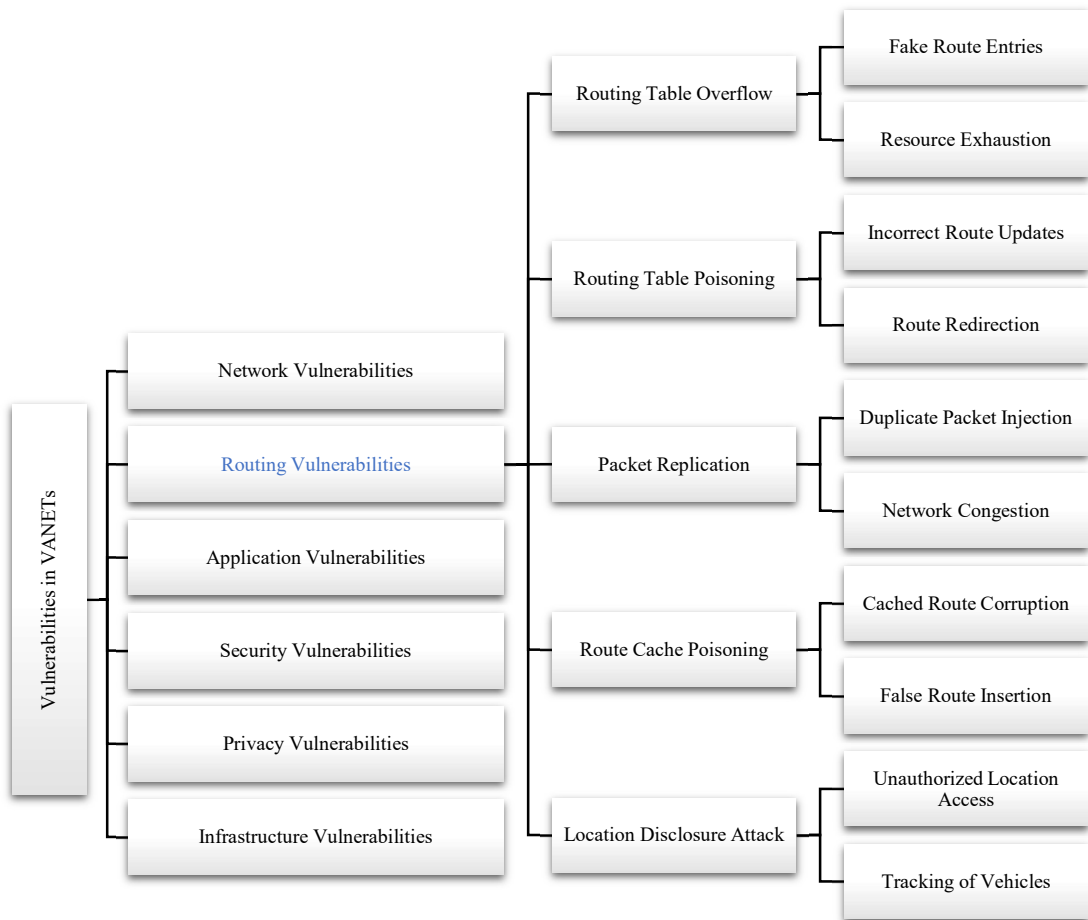 Vulnerabilities in VANETs
Network Vulnerabilities
Routing Vulnerabilities
Application Vulnerabilities
Security Vulnerabilities
Privacy Vulnerabilities
Infrastructure Vulnerabilities
Routing Table Overflow
Fake Route Entries
Resource Exhaustion
Routing Table Poisoning
Incorrect Route Updates
Route Redirection
Packet Replication
Duplicate Packet Injection
Network Congestion
Route Cache Poisoning
Cached Route Corruption
False Route Insertion
Location Disclosure Attack
Unauthorized Location
Access
Tracking of Vehicles